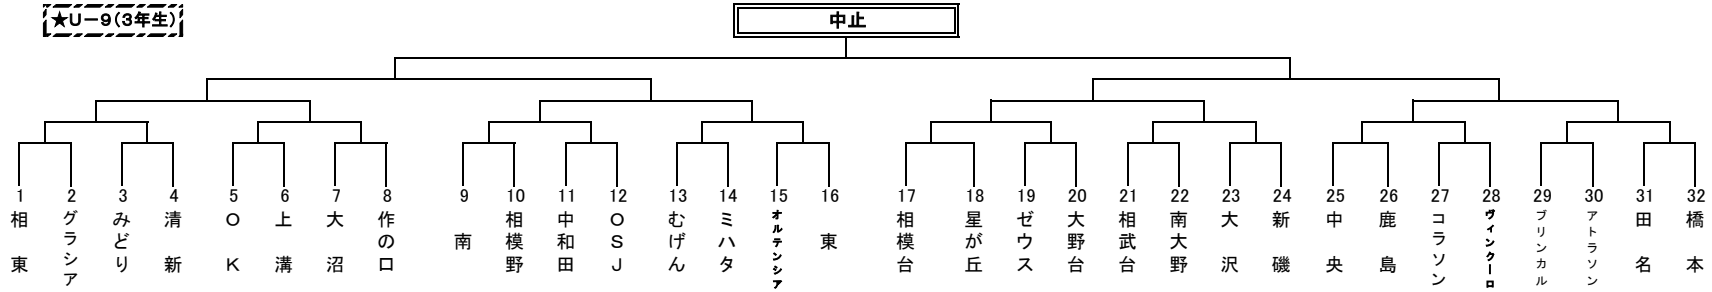 ★U－9(3年生)
中止
1 2 3 4 5 6 7 8 9 10 11 12 13 14 15 16 17 18 19 20 21 22 23 24 25 26 27 28 29 30 31 32
相東
グラシア
みどり
清新
OK
上溝
大沼
作の口
南
相模野
中和田
OSJ
むげん
ミハタ
オルテンシア
東
相模台
星が丘
ゼウス
大野台
相武台
南大野
大沢
新磯
中央
鹿島
コラソン
ヴィンクーロ
ブリンカル
アトラソン
田名
橋本